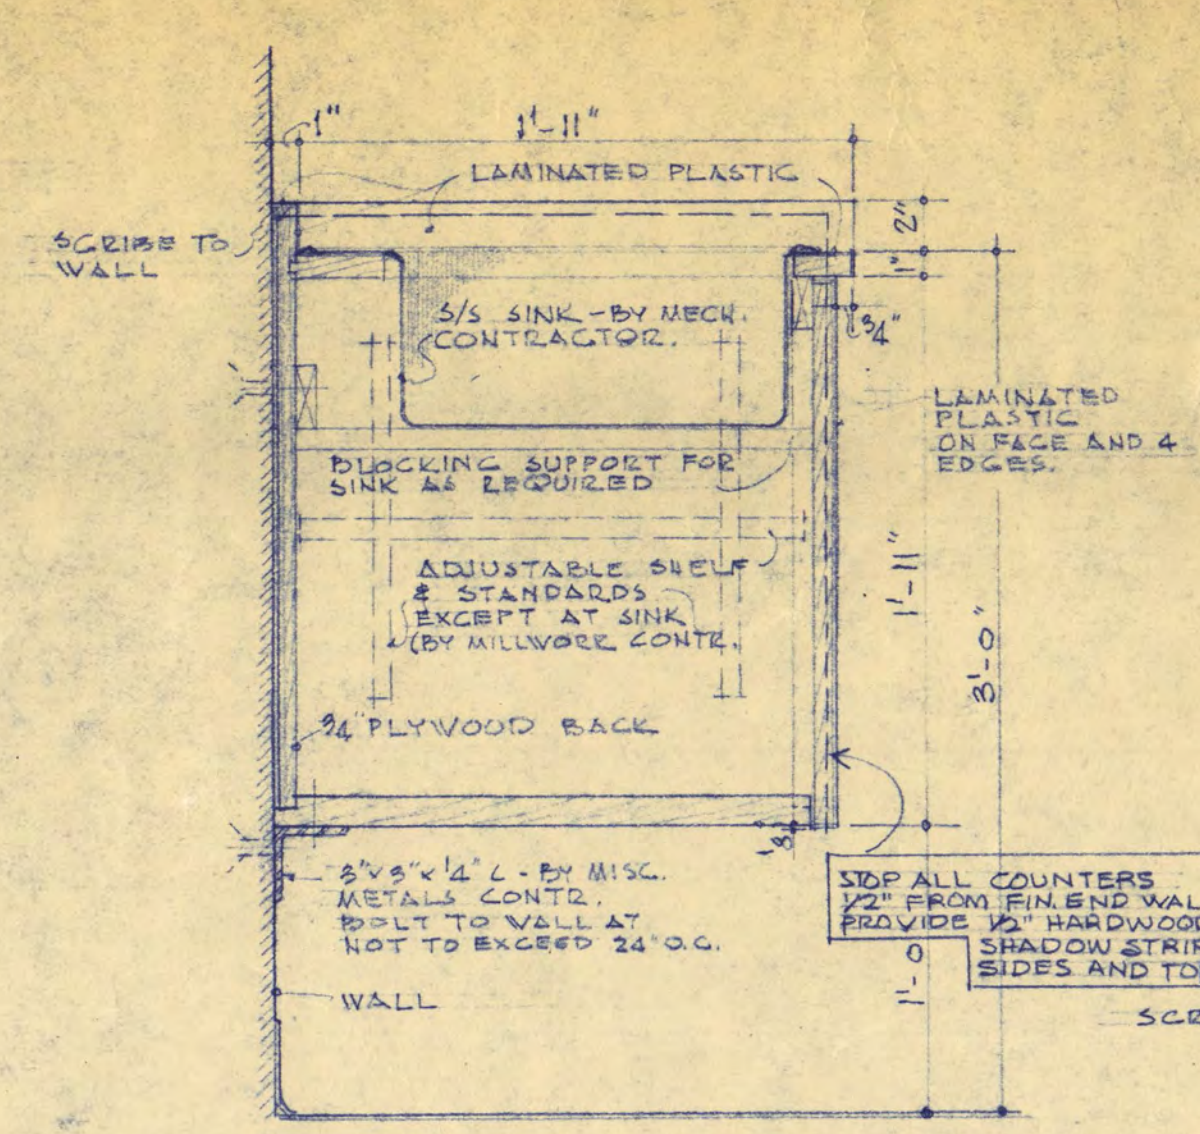 1"
1'-11"
LAMINATED PLASTIC
2"
SCRIBE TO
WALL
1"
S/S SINK - BY MECH.
CONTRACTOR.
3/4"
LAMINATED
PLASTIC
ON FACE AND 4
EDGES.
BLOCKING SUPPORT FOR
SINK AS REQUIRED
1'-11"
ADJUSTABLE SHELF
& STANDARDS
EXCEPT AT SINK
(BY MILLWORK CONTR.
3'-0"
3/4" PLYWOOD BACK
3"x3"x1/4" L - BY MISC.
METALS CONTR.
BOLT TO WALL AT
NOT TO EXCEED 24" O.C.
STOP ALL COUNTERS
1/2" FROM FIN. END WAL
PROVIDE 1/2" HARDWOOD
SHADOW STRIP
SIDES AND TO
1'-0
WALL
SCR